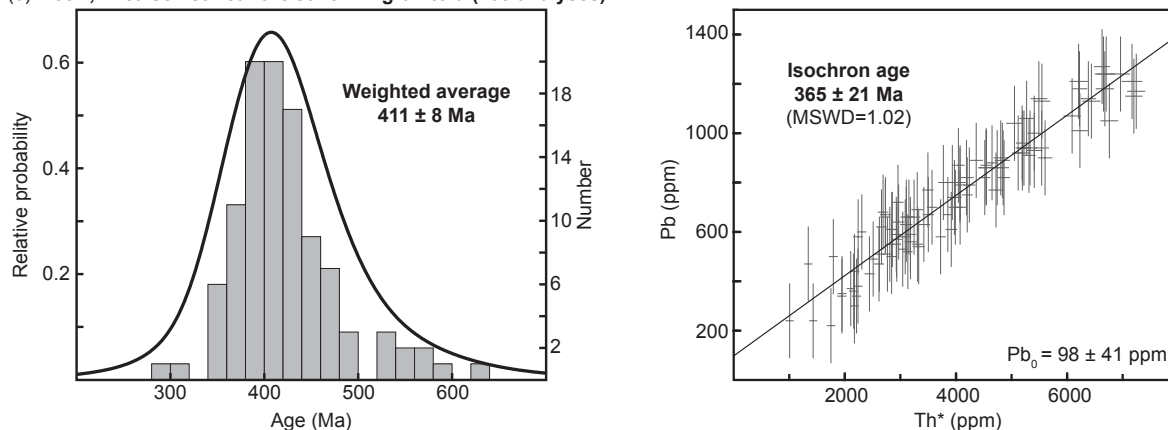 0.6
0.4
0.2
Relative probability
Weighted average
411 ± 8 Ma
18
14
10
6
2
Number
300
400
500
600
Age (Ma)
1400
1000
600
200
Pb (ppm)
Isochron age
365 ± 21 Ma
(MSWD=1.02)
Pb0 = 98 ± 41 ppm
2000
4000
6000
Th* (ppm)